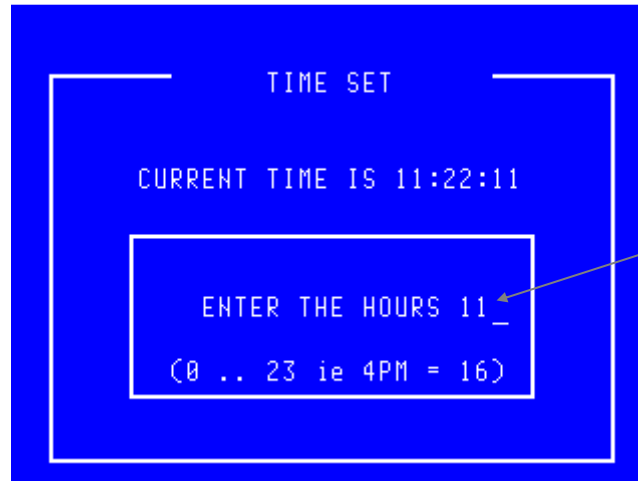 TIME SET
CURRENT TIME IS 11:22:11
ENTER THE HOURS 11_
(0 .. 23 ie 4PM = 16)